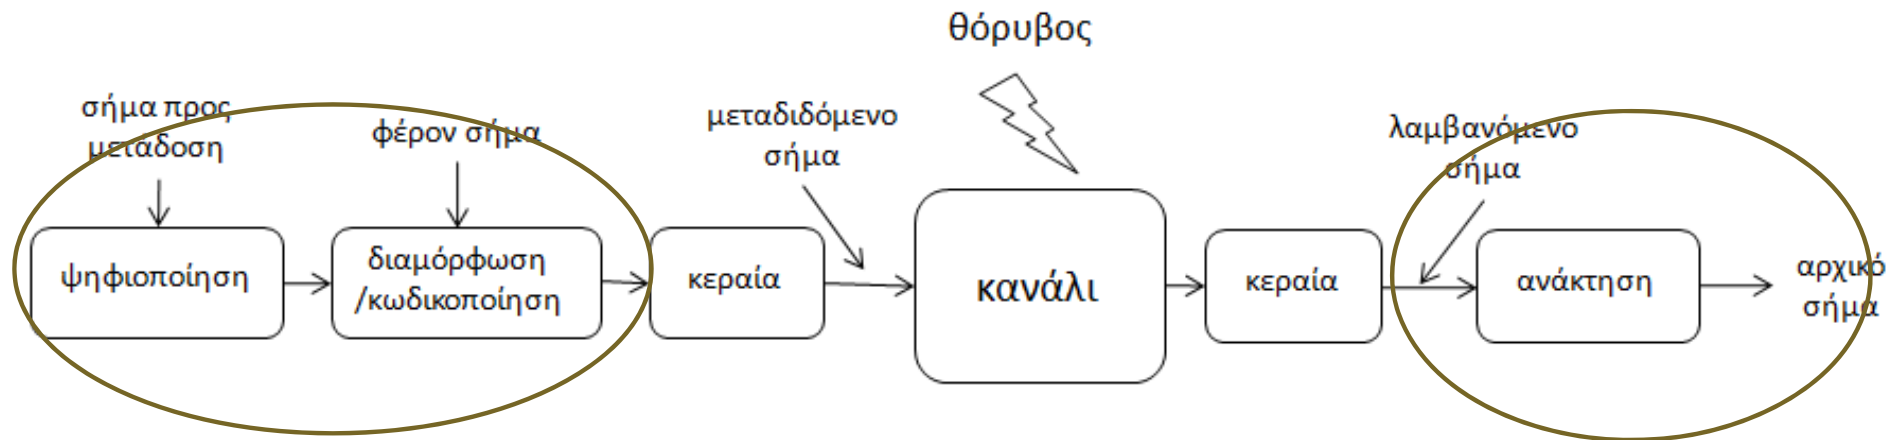 θόρυβος
σήμα προς
μετάδοση
φέρον σήμα
μεταδιδόμενο
σήμα
λαμβανόμενο
σήμα
ψηφιοποίηση
διαμόρφωση
/κωδικοποίηση
κεραία
κανάλι
κεραία
ανάκτηση
αρχικό
σήμα